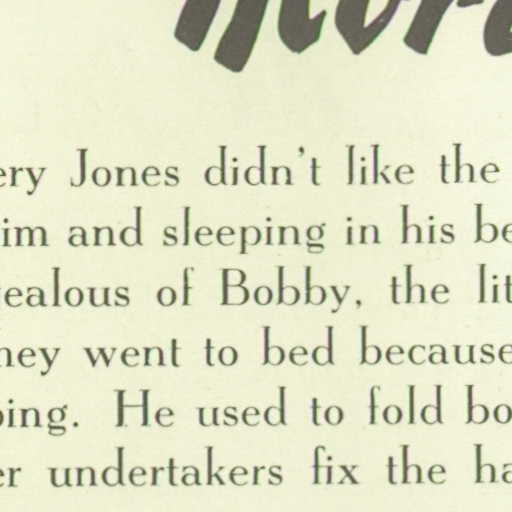 ery Jones didn't like the
im and sleeping in his be
ealous of Bobby, the lit
hey went to bed because
ping. He used to fold bo
er undertakers fix the ha